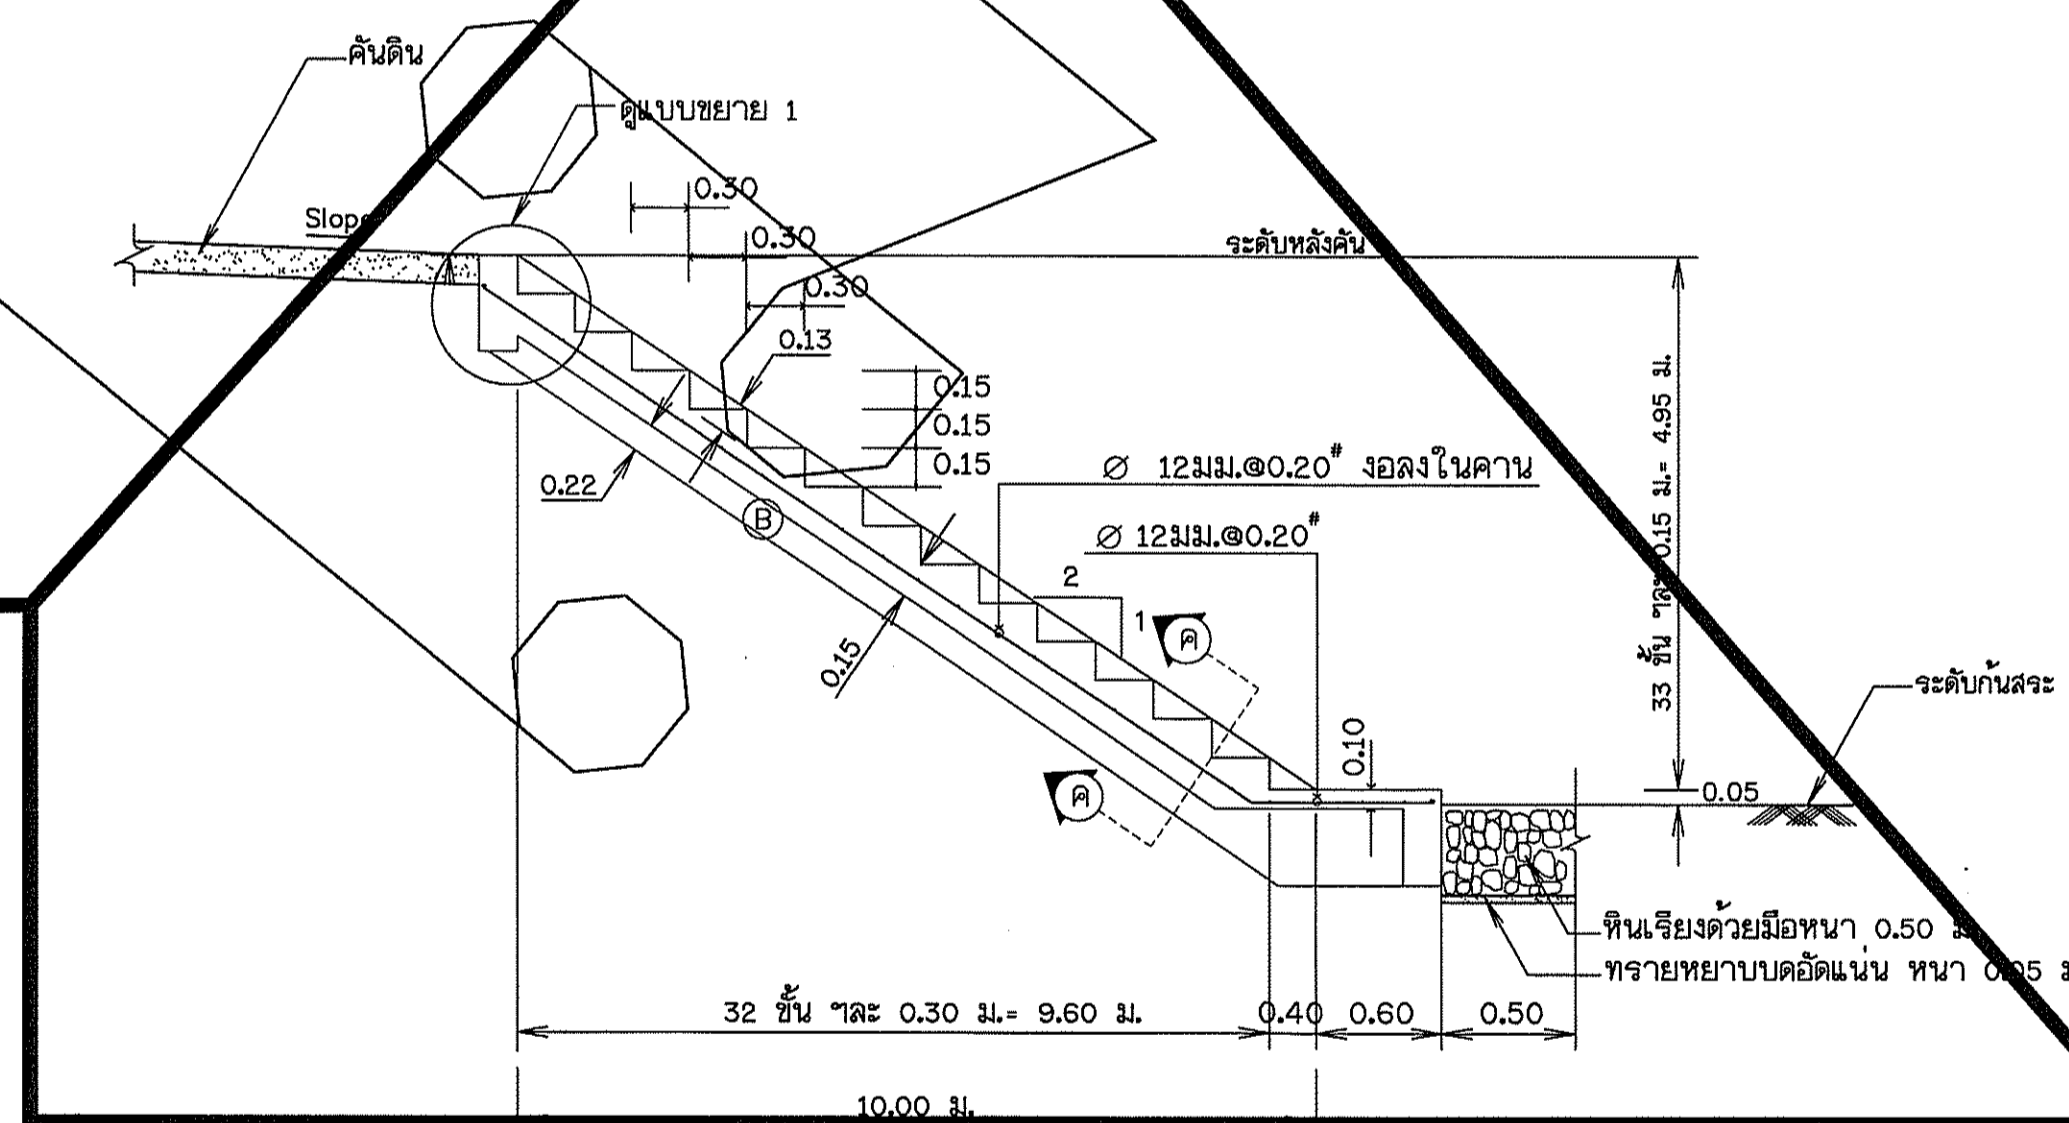 คันดิน
ดูแบบขยาย 1
0.30
Slope
0.30
ระดับหลังคัน
0.30
0.13
0.15
0.15
0.15
33 ขั้น ๆละ 0.15 ม.= 4.95 ม.
Ø 12มม.@0.20# งอลงในคาน
0.22
B
Ø 12มม.@0.20#
2
1
ค
0.15
ระดับก้นสระ
0.10
ค
0.05
หินเรียงด้วยมือหนา 0.50 ม
ทรายหยาบบดอัดแน่น หนา 0.05 ม
32 ขั้น ๆละ 0.30 ม.= 9.60 ม.
0.40
0.60
0.50
10.00 ม.